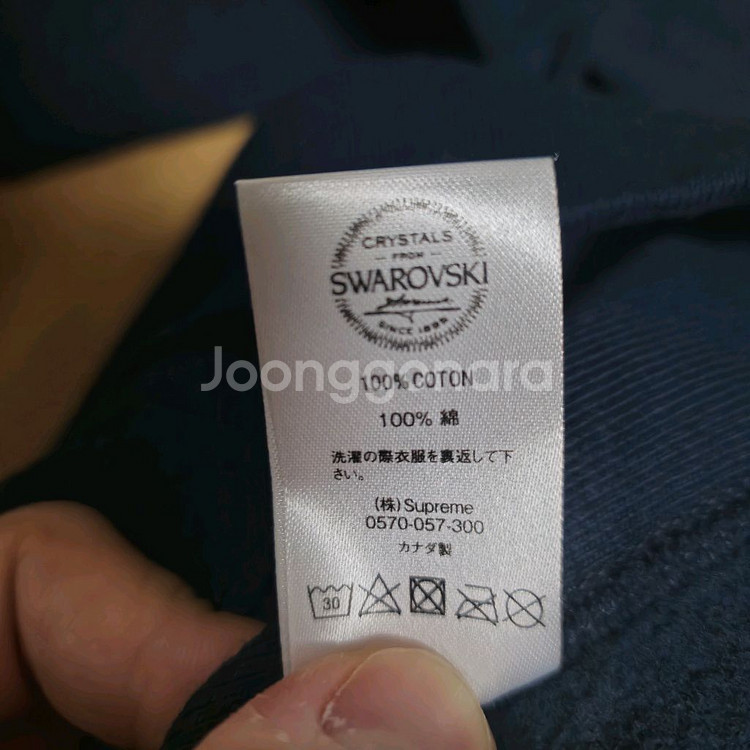 CRYSTALS
FROM
SWAROVSKI
SINCE 1895
Joonggonara
100% COTON
100% 綿
洗濯の際衣服を裏返して下
さい。
(株)Supreme
0570-057-300
カナダ製
30